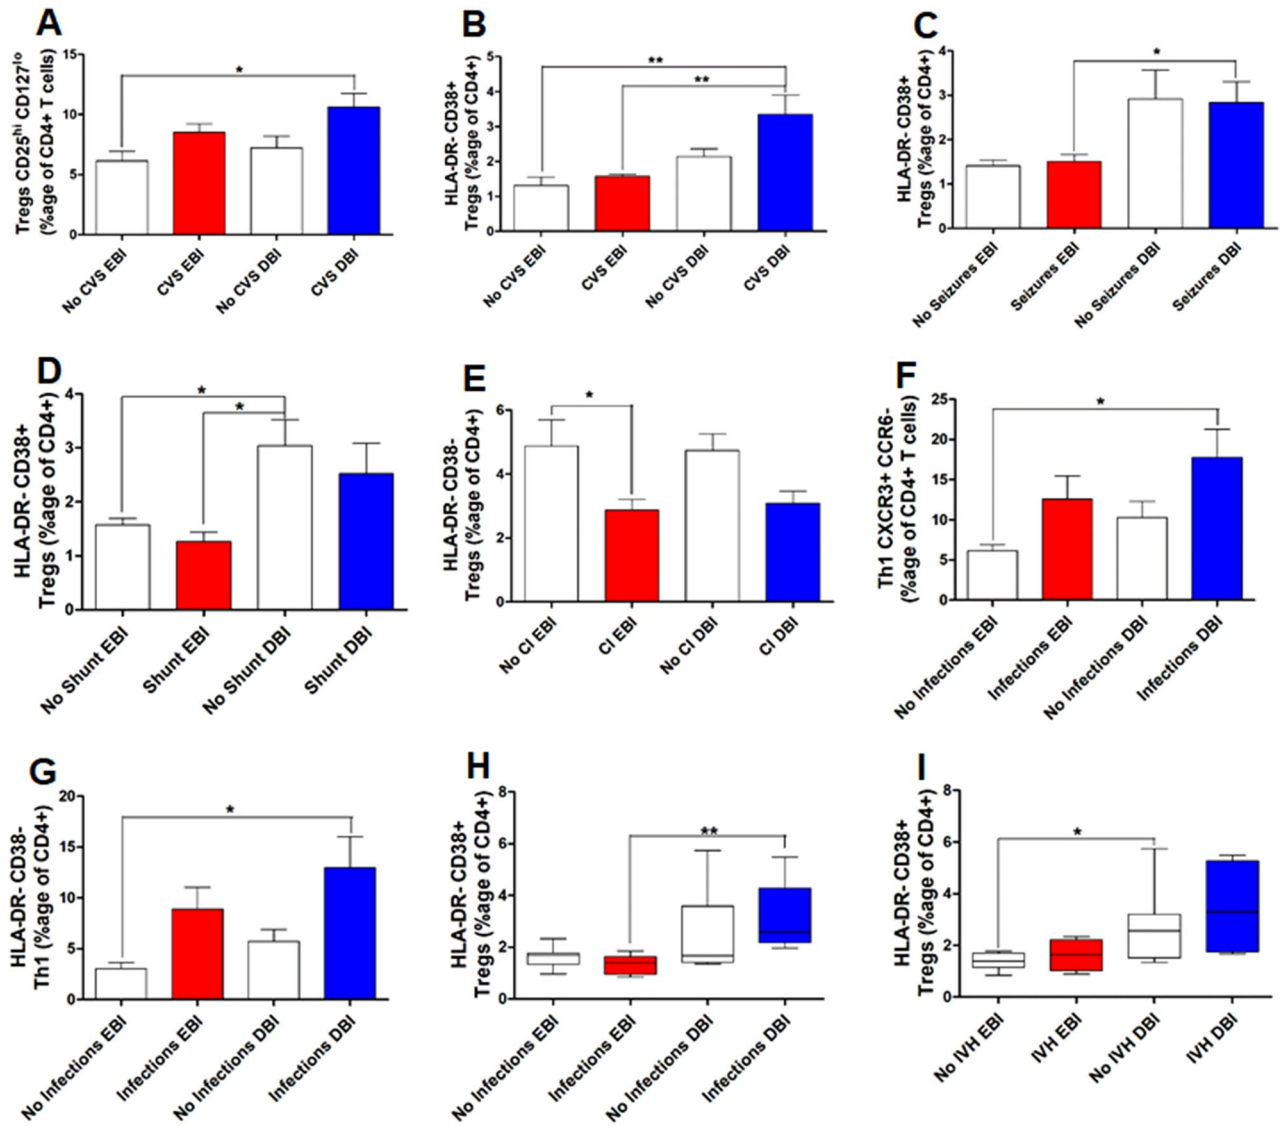 A
Tregs CD25hi CD127lo
(%age of CD4+ T cells)
15
10
5
0
*
No CVS EBI
CVS EBI
No CVS DBI
CVS DBI
B
HLA-DR- CD38+
Tregs (%age of CD4+)
5
4
3
2
1
0
**
**
No CVS EBI
CVS EBI
No CVS DBI
CVS DBI
C
HLA-DR- CD38+
Tregs (%age of CD4+)
4
3
2
1
0
*
No Seizures EBI
Seizures EBI
No Seizures DBI
Seizures DBI
D
HLA-DR- CD38+
Tregs (%age of CD4+)
4
3
2
1
0
*
*
No Shunt EBI
Shunt EBI
No Shunt DBI
Shunt DBI
E
HLA-DR- CD38-
Tregs (%age of CD4+)
6
4
2
0
*
No CI EBI
CI EBI
No CI DBI
CI DBI
F
Th1 CXCR3+ CCR6-
(%age of CD4+ T cells)
25
20
15
10
5
0
*
No Infections EBI
Infections EBI
No Infections DBI
Infections DBI
G
HLA-DR- CD38-
Th1 (%age of CD4+)
20
15
10
5
0
*
No Infections EBI
Infections EBI
No Infections DBI
Infections DBI
H
HLA-DR- CD38+
Tregs (%age of CD4+)
8
6
4
2
0
**
No Infections EBI
Infections EBI
No Infections DBI
Infections DBI
I
HLA-DR- CD38+
Tregs (%age of CD4+)
8
6
4
2
0
*
No IVH EBI
IVH EBI
No IVH DBI
IVH DBI